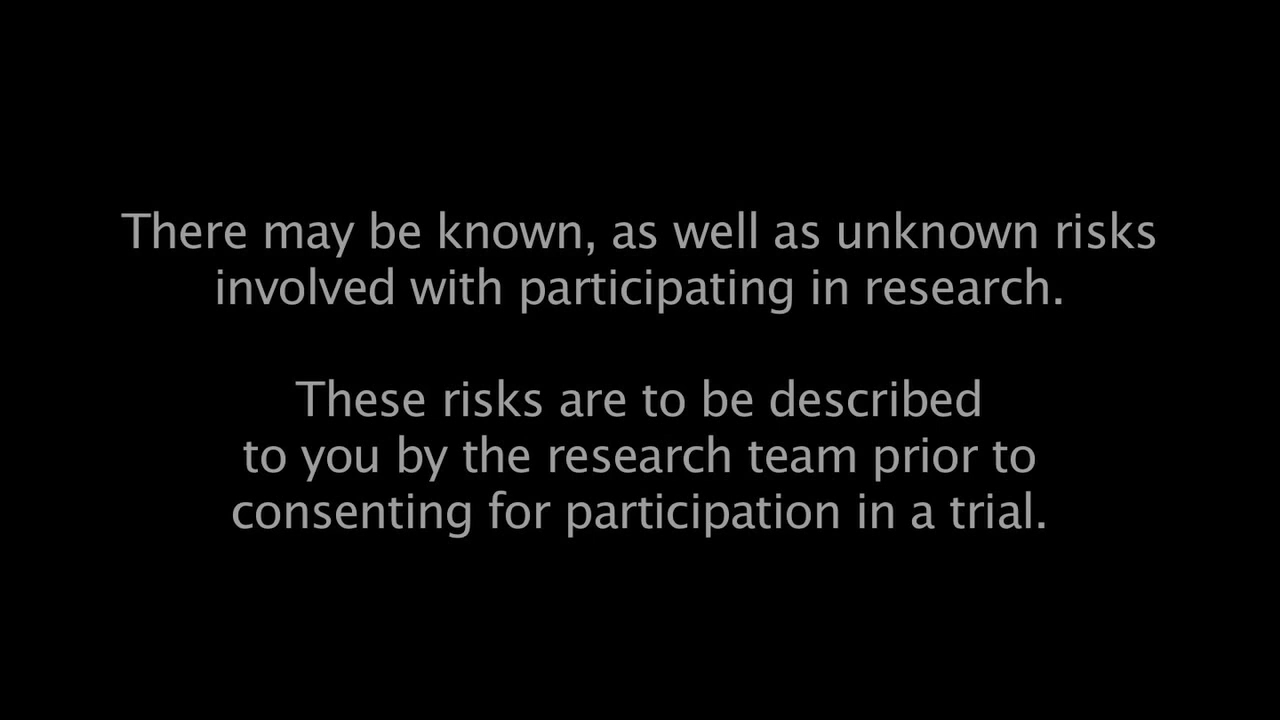 There may be known, as well as unknown risks
involved with participating in research.
These risks are to be described
to you by the research team prior to
consenting for participation in a trial.